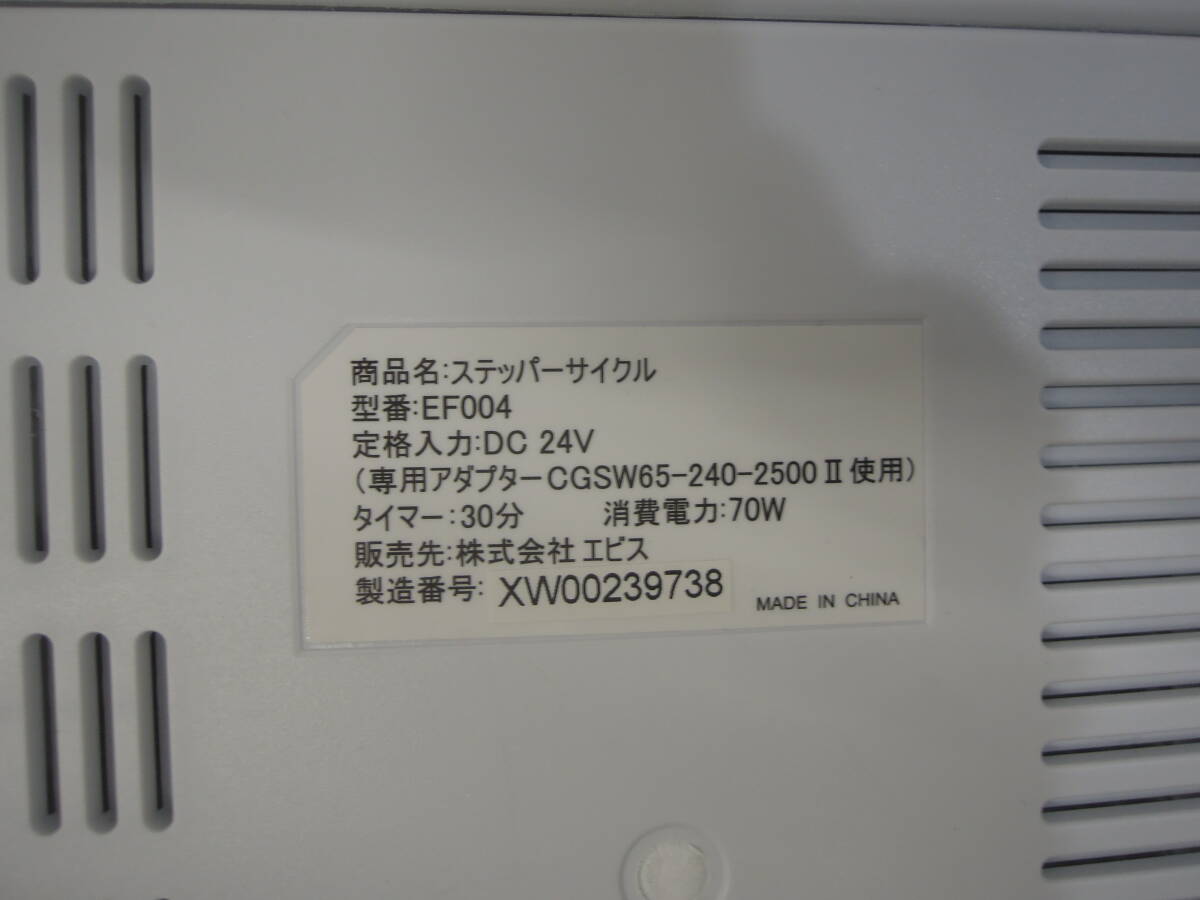 商品名:ステッパーサイクル
型番:EF004
定格入力:DC 24V
(専用アダプターCGSW65-240-2500Ⅱ使用)
タイマー:30分　消費電力:70W
販売先:株式会社 エビス
製造番号: XW00239738
MADE IN CHINA